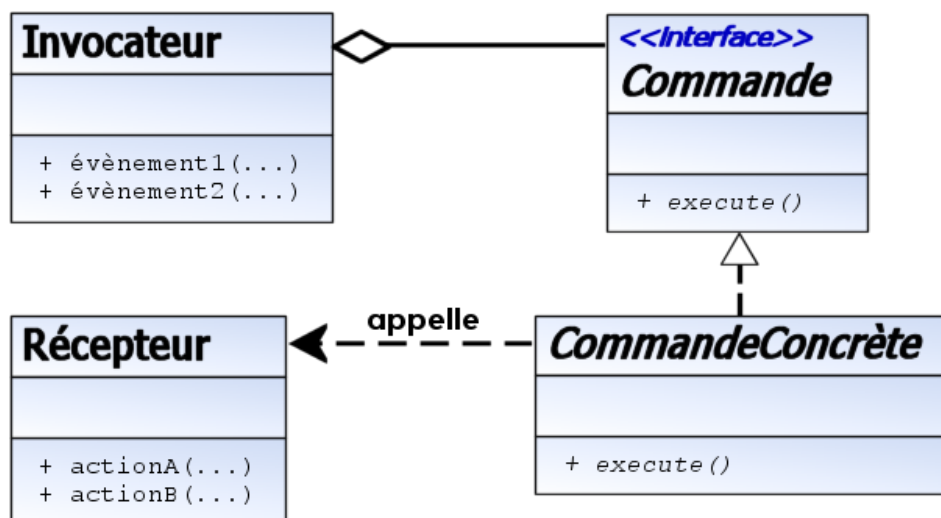 Invocateur
+ évènement1(...)
+ évènement2(...)
<<Interface>>
Commande
+ execute()
appelle
Récepteur
+ actionA(...)
+ actionB(...)
CommandeConcrète
+ execute()